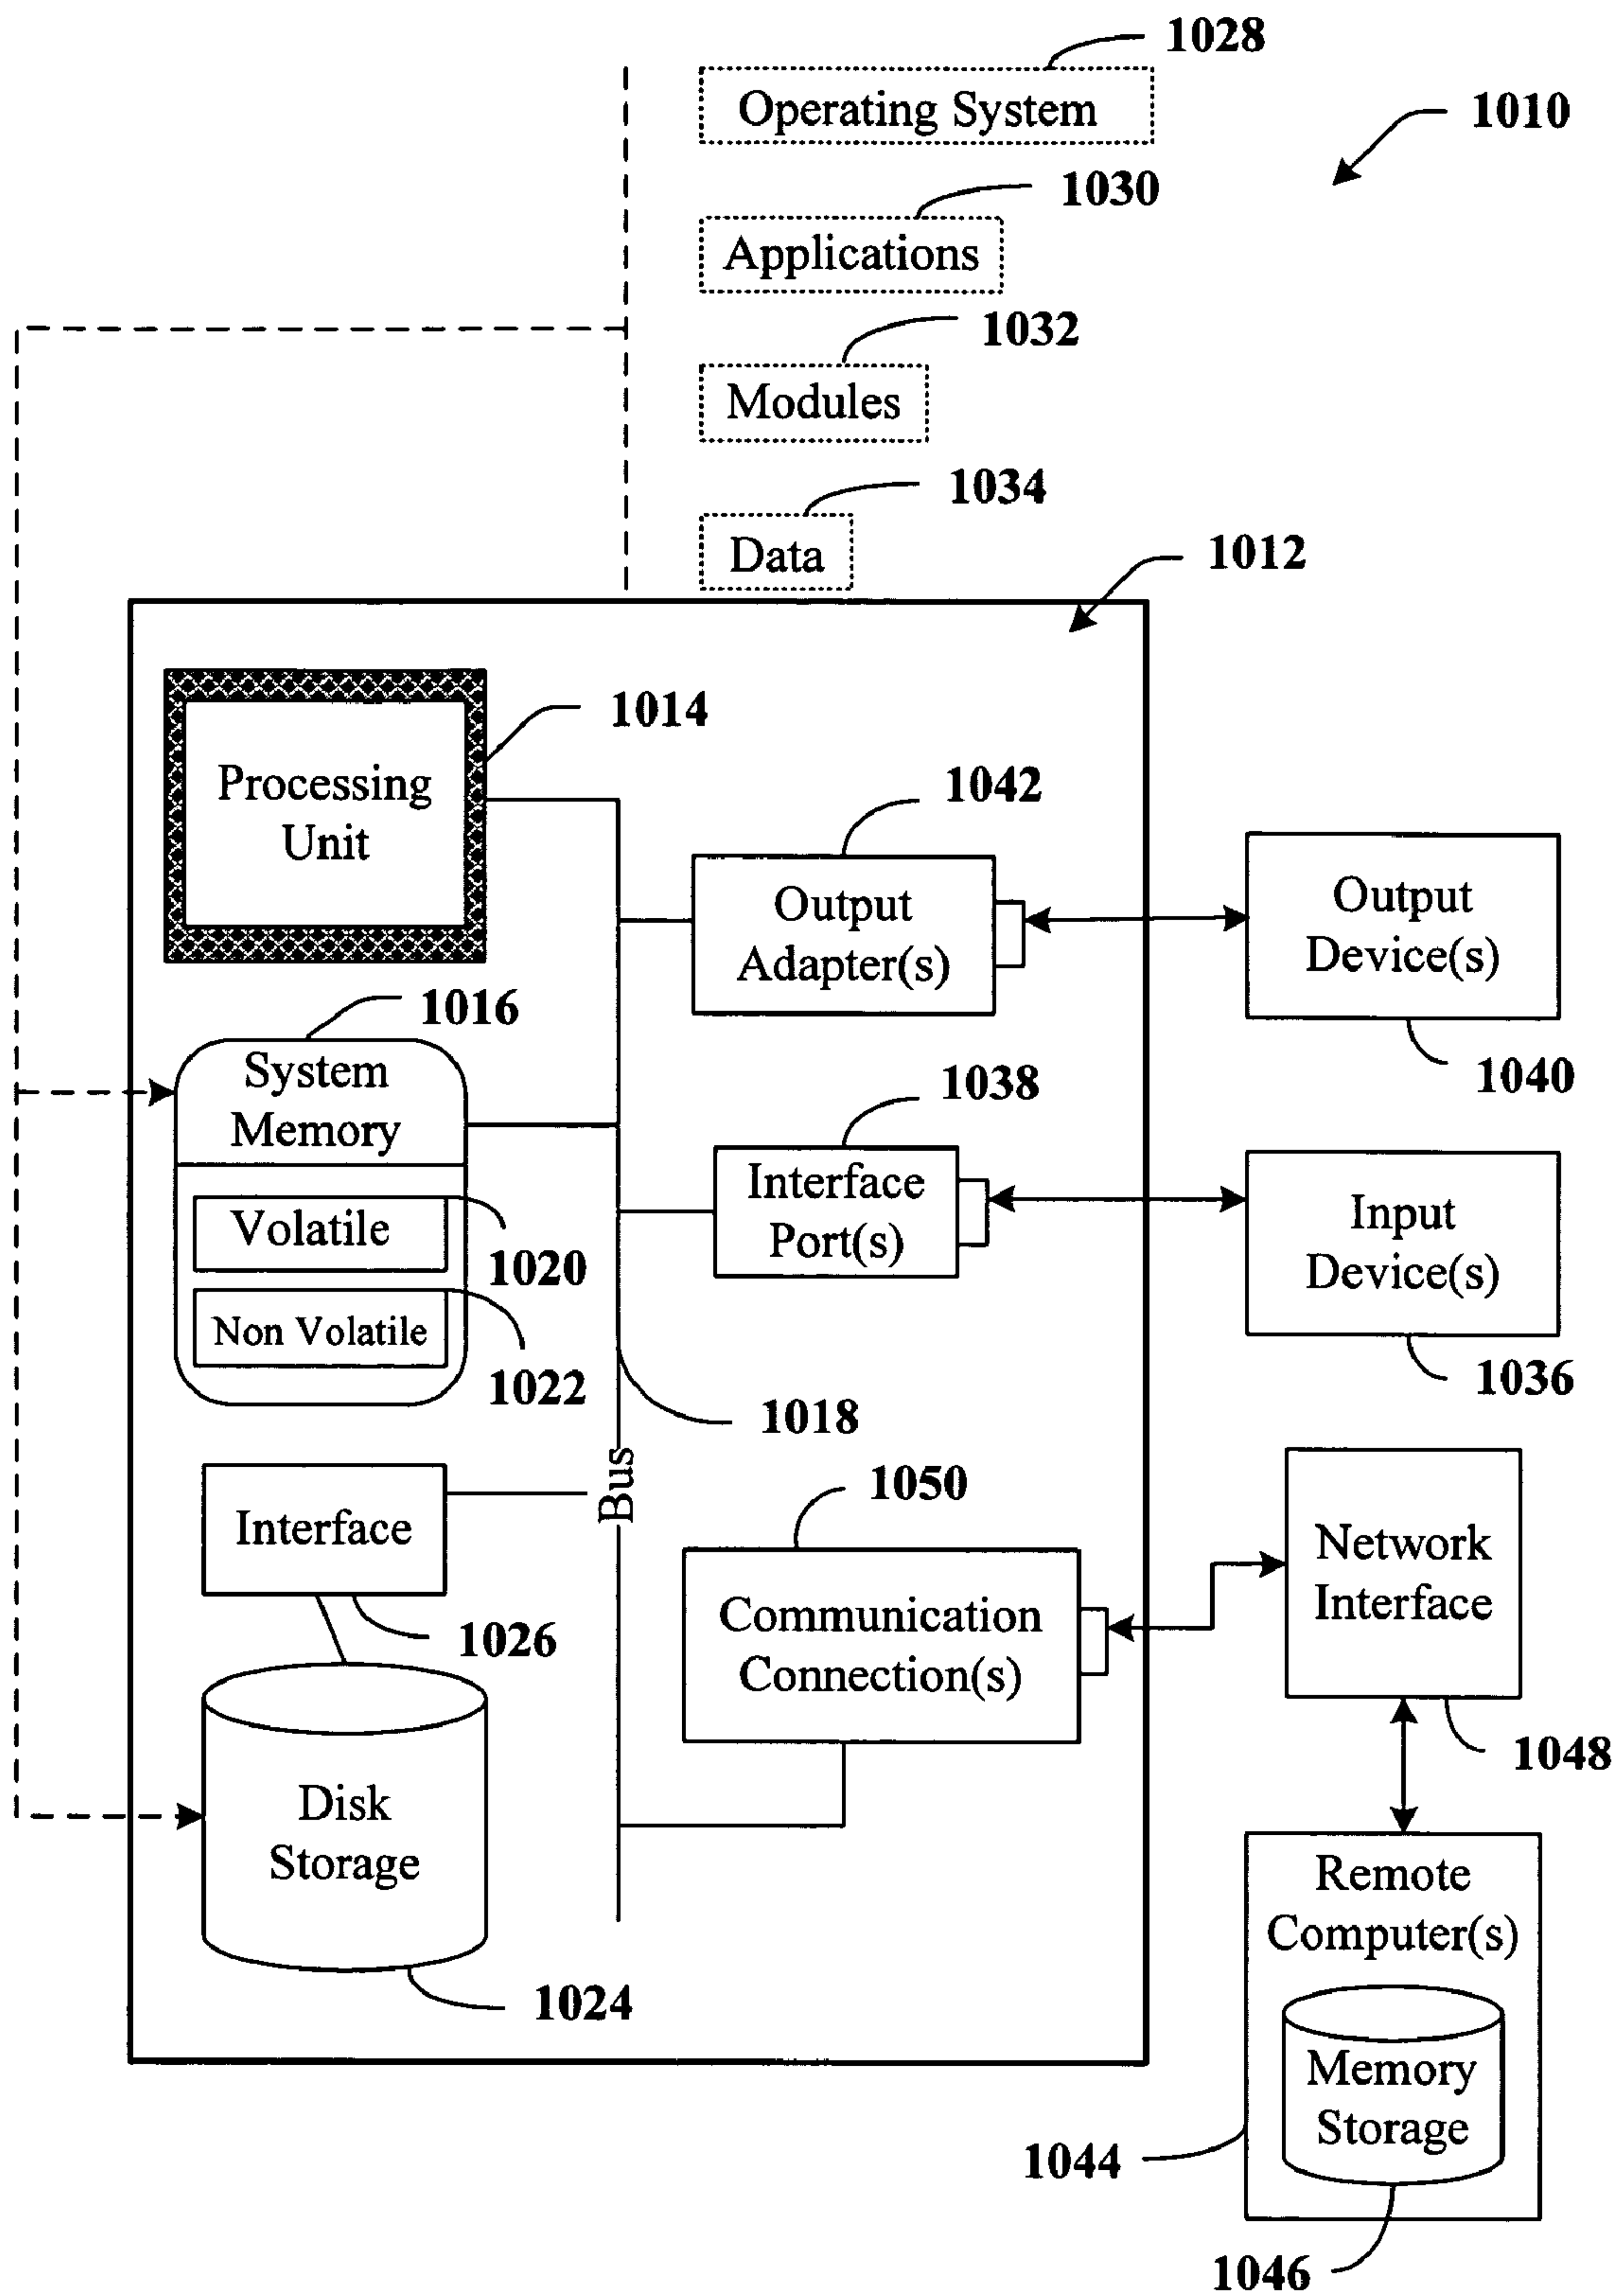 1028
Operating System
1010
1030
Applications
1032
Modules
1034
Data
1012
Processing
Unit
1014
1042
Output
Adapter(s)
Output
Device(s)
1040
1016
System
Memory
Volatile
1020
Non Volatile
1022
1038
Interface
Port(s)
Input
Device(s)
1036
1018
Bus
Interface
1026
1050
Communication
Connection(s)
Network
Interface
1048
Disk
Storage
1024
Remote
Computer(s)
Memory
Storage
1044
1046